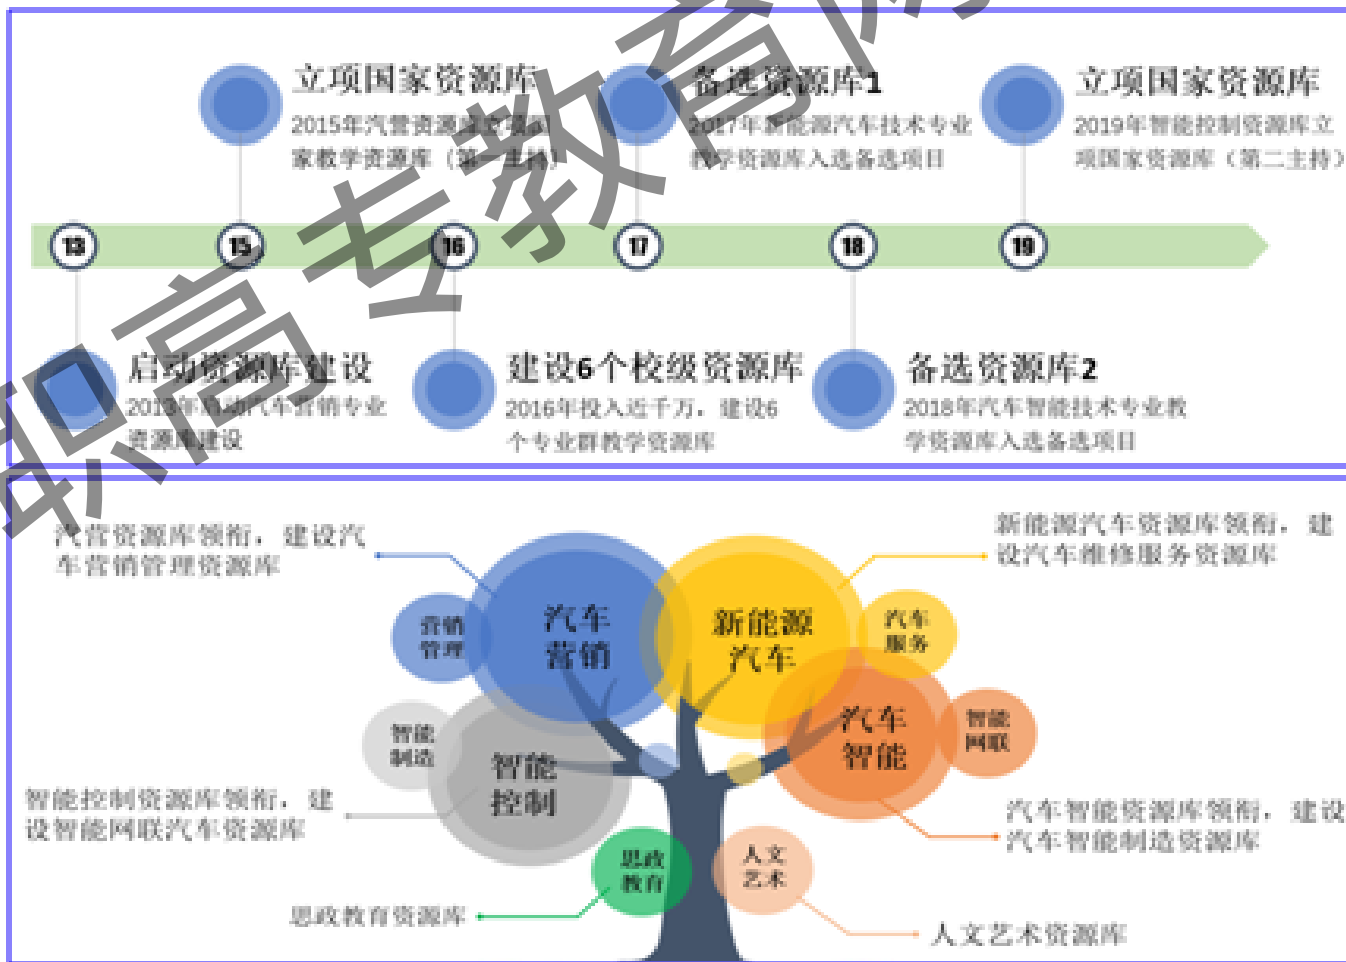 立项国家资源库
2015年汽营资源库立项国
家教学资源库（第一主持）
备选资源库1
2017年新能源汽车技术专业
教学资源库入选备选项目
立项国家资源库
2019年智能控制资源库立
项国家资源库（第二主持）
13
15
16
17
18
19
启动资源库建设
2013年启动汽车营销专业
资源库建设
建设6个校级资源库
2016年投入近千万，建设6
个专业群教学资源库
备选资源库2
2018年汽车智能技术专业教
学资源库入选备选项目
职高专教育网
汽营资源库领衔，建设汽
车营销管理资源库
新能源汽车资源库领衔，建
设汽车维修服务资源库
营销
管理
汽车
营销
新能源
汽车
汽车
服务
智能
制造
智能
控制
汽车
智能
智能
网联
智能控制资源库领衔，建
设智能网联汽车资源库
汽车智能资源库领衔，建设
汽车智能制造资源库
思政
教育
人文
艺术
思政教育资源库
人文艺术资源库